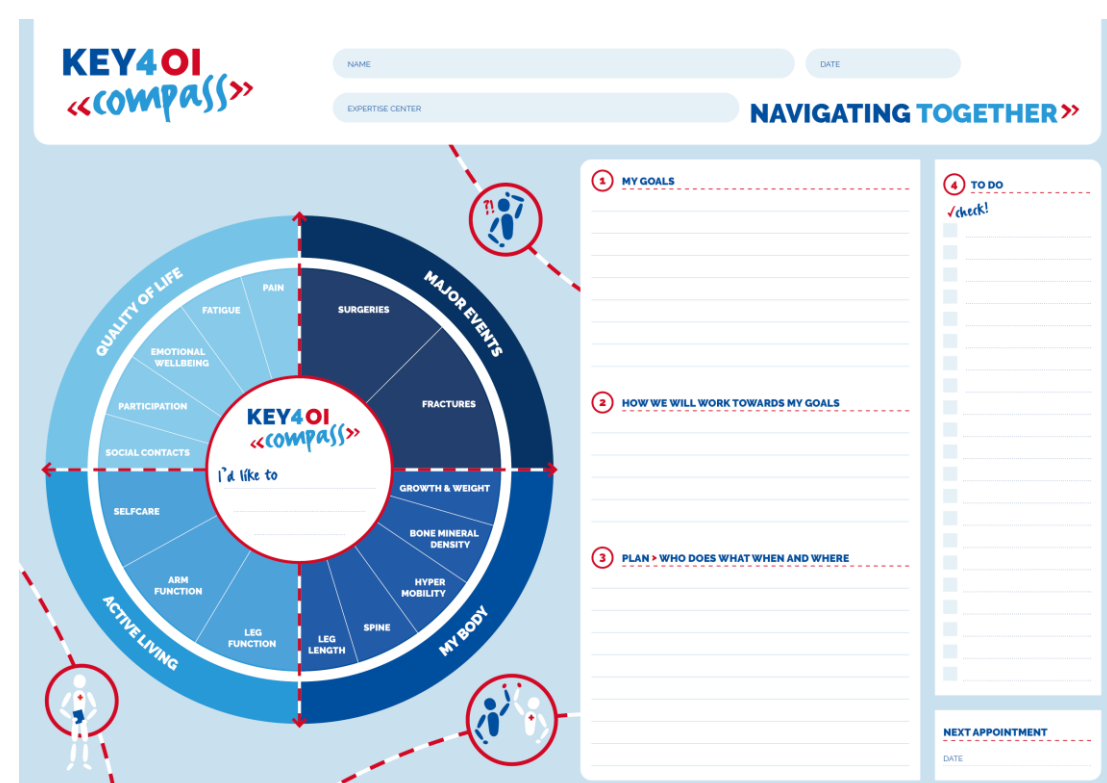 KEY4OI
«compass»
NAME
DATE
EXPERTISE CENTER
NAVIGATING TOGETHER»
?!
QUALITY OF LIFE
PAIN
FATIGUE
EMOTIONAL
WELLBEING
PARTICIPATION
SOCIAL CONTACTS
MAJOR EVENTS
SURGERIES
FRACTURES
KEY4OI
«compass»
I'd like to
MY BODY
GROWTH & WEIGHT
BONE MINERAL
DENSITY
HYPER
MOBILITY
SPINE
LEG
LENGTH
ACTIVE LIVING
SELFCARE
ARM
FUNCTION
LEG
FUNCTION
1 MY GOALS
2 HOW WE WILL WORK TOWARDS MY GOALS
3 PLAN > WHO DOES WHAT WHEN AND WHERE
4 TO DO
✓check!
NEXT APPOINTMENT
DATE